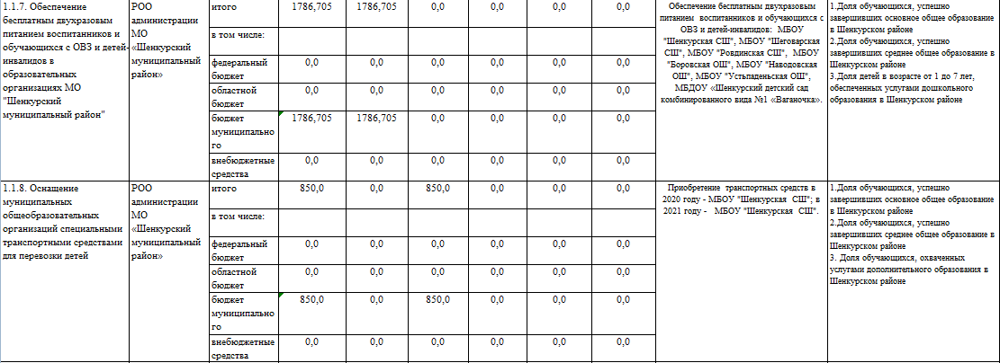 1.1.7. Обеспечение
бесплатным двухразовым
питанием воспитанников и
обучающихся с ОВЗ и детей-
инвалидов в
образовательных
организациях МО
"Шенкурский
муниципальный район"
РОО
администрации
МО
«Шенкурский
муниципальный
район»
итого 1786,705 1786,705 0,0 0,0 0,0 0,0
в том числе:
федеральный
бюджет
0,0 0,0 0,0 0,0 0,0 0,0
областной
бюджет
0,0 0,0 0,0 0,0 0,0 0,0
бюджет
муниципально
го
1786,705 1786,705 0,0 0,0 0,0 0,0
внебюджетные
средства
0,0 0,0 0,0 0,0 0,0 0,0
Обеспечение бесплатным двухразовым
питанием воспитанников и обучающихся с
ОВЗ и детей-инвалидов: МБОУ
"Шенкурская СШ", МБОУ "Шеговарская
СШ", МБОУ "Ровдинская СШ", МБОУ
"Боровская ОШ", МБОУ "Наводовская
ОШ", МБОУ "Устьпаденьская ОШ",
МБДОУ «Шенкурский детский сад
комбинированного вида №1 «Ваганочка».
1.Доля обучающихся, успешно
завершивших основное общее образование
в Шенкурском районе
2.Доля обучающихся, успешно
завершивших среднее общее образование в
Шенкурском районе
3.Доля детей в возрасте от 1 до 7 лет,
обеспеченных услугами дошкольного
образования в Шенкурском районе
1.1.8. Оснащение
муниципальных
общеобразовательных
организаций специальными
транспортными средствами
для перевозки детей
РОО
администрации
МО
«Шенкурский
муниципальный
район»
итого 850,0 0,0 850,0 0,0 0,0 0,0
в том числе:
федеральный
бюджет
0,0 0,0 0,0 0,0 0,0 0,0
областной
бюджет
0,0 0,0 0,0 0,0 0,0 0,0
бюджет
муниципально
го
850,0 0,0 850,0 0,0 0,0 0,0
внебюджетные
средства
0,0 0,0 0,0 0,0 0,0 0,0
Приобретение транспортных средств в
2020 году - МБОУ "Шенкурская СШ"; в
2021 году - МБОУ "Шенкурская СШ".
1.Доля обучающихся, успешно
завершивших основное общее образование
в Шенкурском районе
2.Доля обучающихся, успешно
завершивших среднее общее образование в
Шенкурском районе
3. Доля обучающихся, охваченных
услугами дополнительного образования в
Шенкурском районе